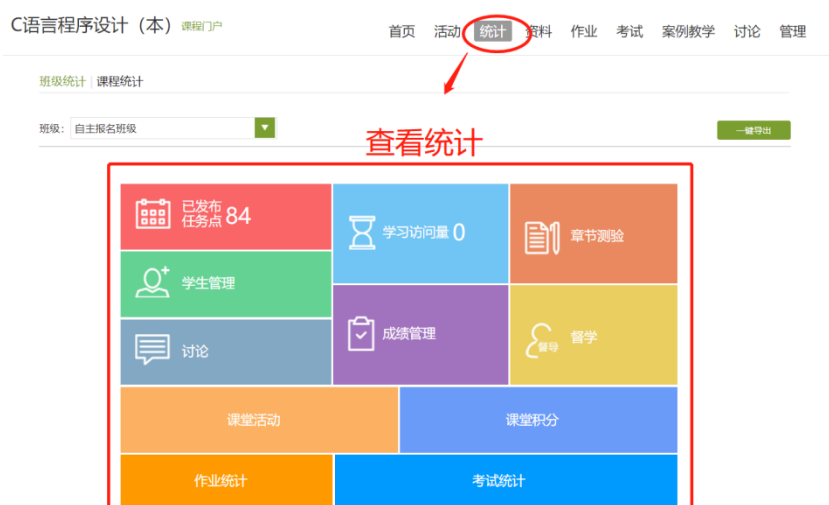 C语言程序设计（本） 课程门户
首页 活动 统计 资料 作业 考试 案例教学 讨论 管理
班级统计 | 课程统计
班级： 自主报名班级
一键导出
查看统计
已发布
任务点 84
学习访问量 0
章节测验
学生管理
成绩管理
督导 督学
讨论
课堂活动
课堂积分
作业统计
考试统计